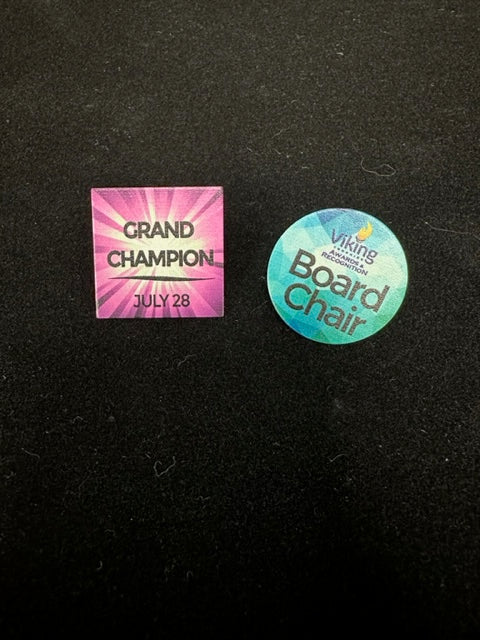 GRAND
CHAMPION
JULY 28
Viking
AWARDS &
RECOGNITION
Board
Chair